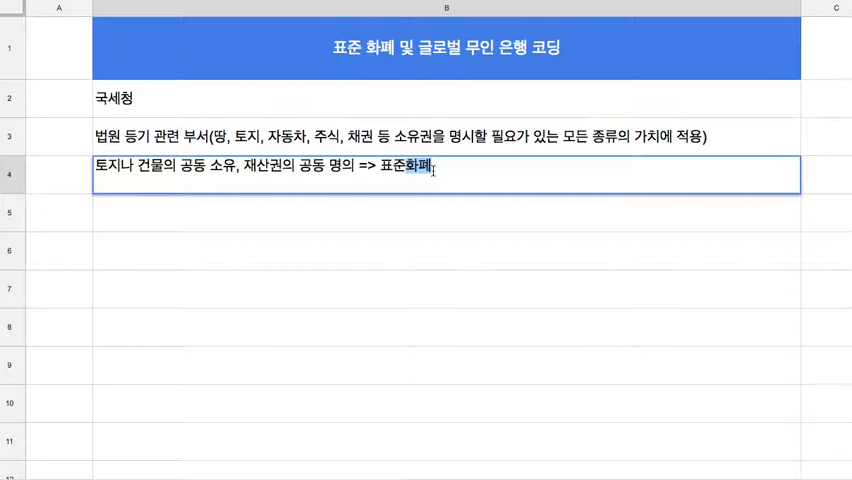 A B C
1 표준 화폐 및 글로벌 무인 은행 코딩
2 국세청
3 법원 등기 관련 부서(땅, 토지, 자동차, 주식, 채권 등 소유권을 명시할 필요가 있는 모든 종류의 가치에 적용)
4 토지나 건물의 공동 소유, 재산권의 공동 명의 => 표준화폐
5
6
7
8
9
10
11